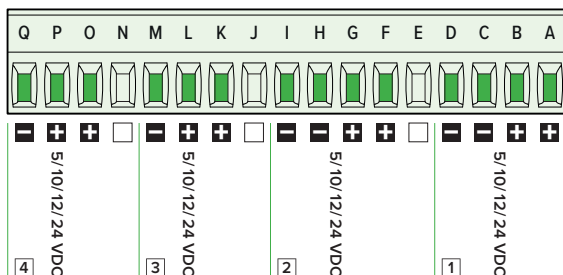 Q P O N M L K J I H G F E D C B A
− + + − + + − − + + − − + +
5/10/12/24 VDC 5/10/12/24 VDC 5/10/12/24 VDC 5/10/12/24 VDC
4 3 2 1